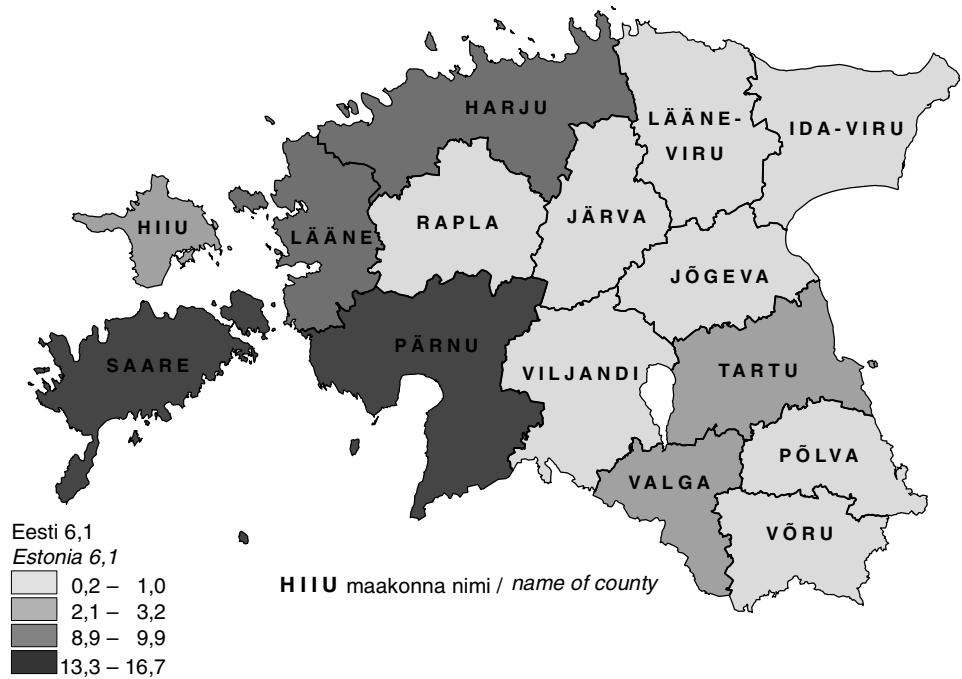 HARJU
LÄÄNE-
VIRU
IDA-VIRU
HIIU
LÄÄNE
RAPLA
JÄRVA
JÕGEVA
SAARE
PÄRNU
VILJANDI
TARTU
VALGA
PÕLVA
VÕRU
Eesti 6,1
Estonia 6,1
0,2 – 1,0
2,1 – 3,2
8,9 – 9,9
13,3 – 16,7
HIIU maakonna nimi / name of county